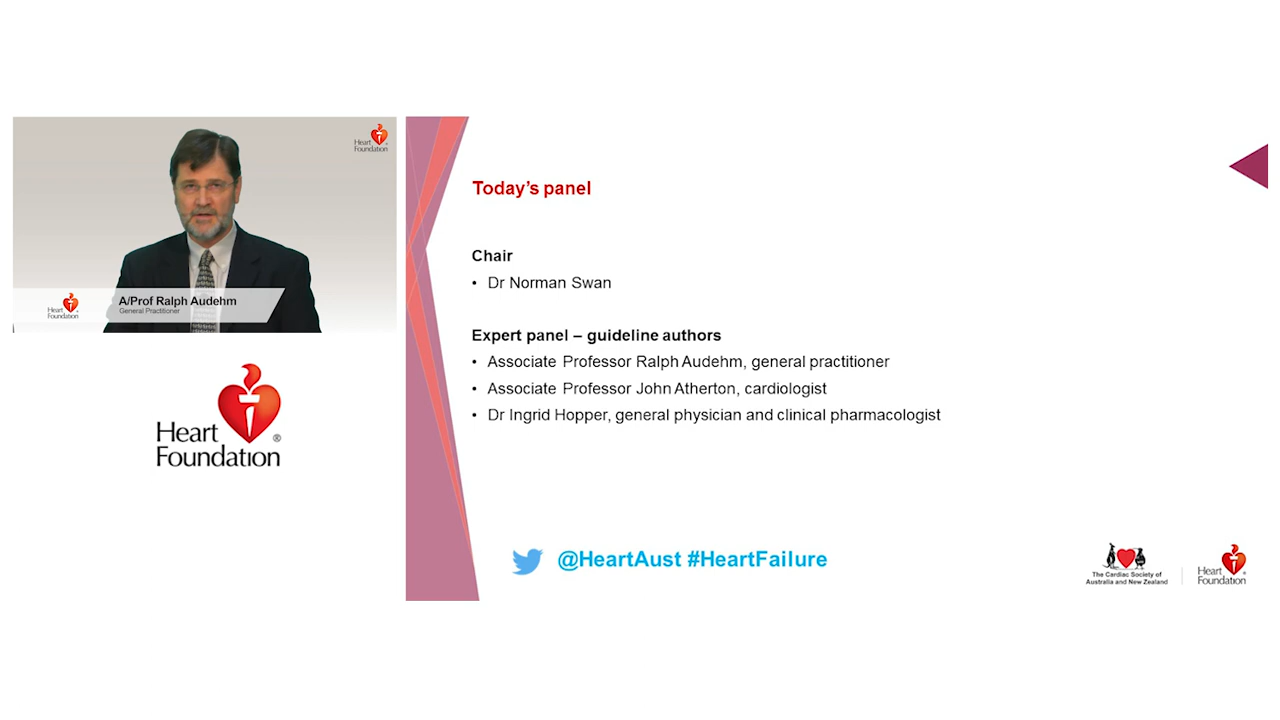 Heart
Foundation
Heart
Foundation
A/Prof Ralph Audehm
General Practitioner
Heart
Foundation®
Today's panel
Chair
• Dr Norman Swan
Expert panel – guideline authors
• Associate Professor Ralph Audehm, general practitioner
• Associate Professor John Atherton, cardiologist
• Dr Ingrid Hopper, general physician and clinical pharmacologist
@HeartAust #HeartFailure
The Cardiac Society of
Australia and New Zealand
Heart
Foundation